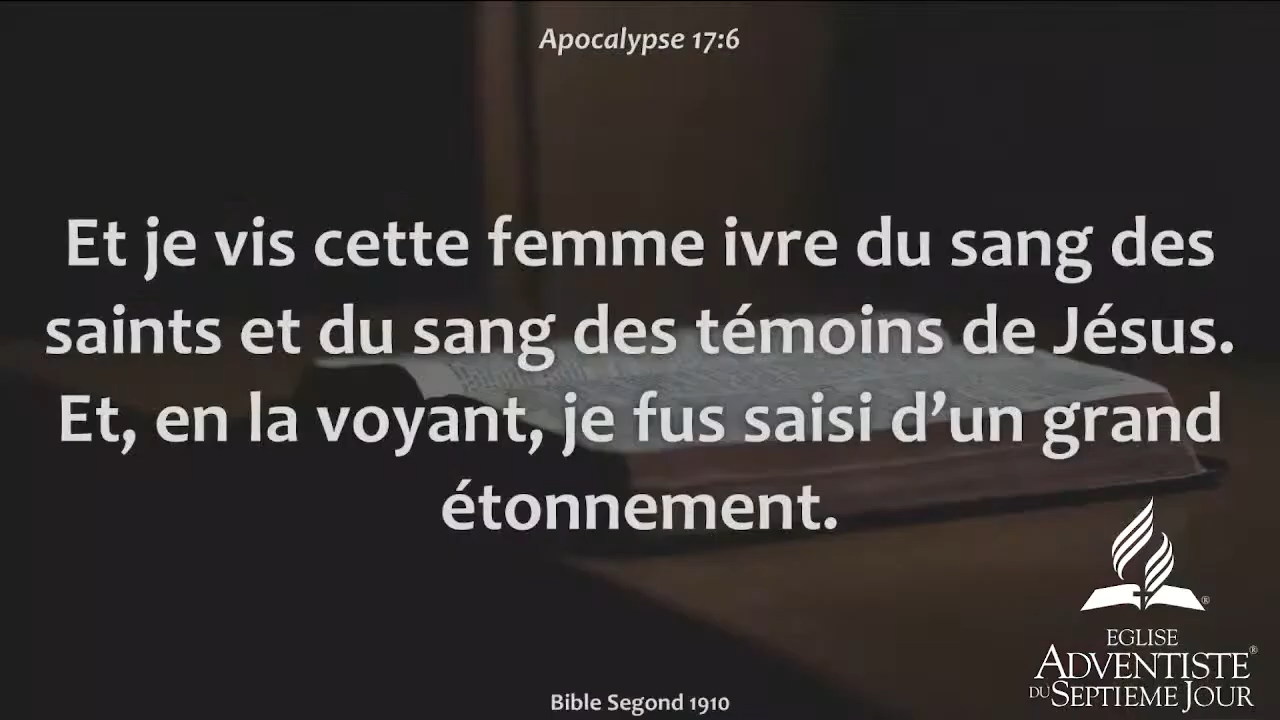 Apocalypse 17:6
Et je vis cette femme ivre du sang des
saints et du sang des témoins de Jésus.
Et, en la voyant, je fus saisi d’un grand
étonnement.
EGLISE
ADVENTISTE®
DU SEPTIEME JOUR
Bible Segond 1910